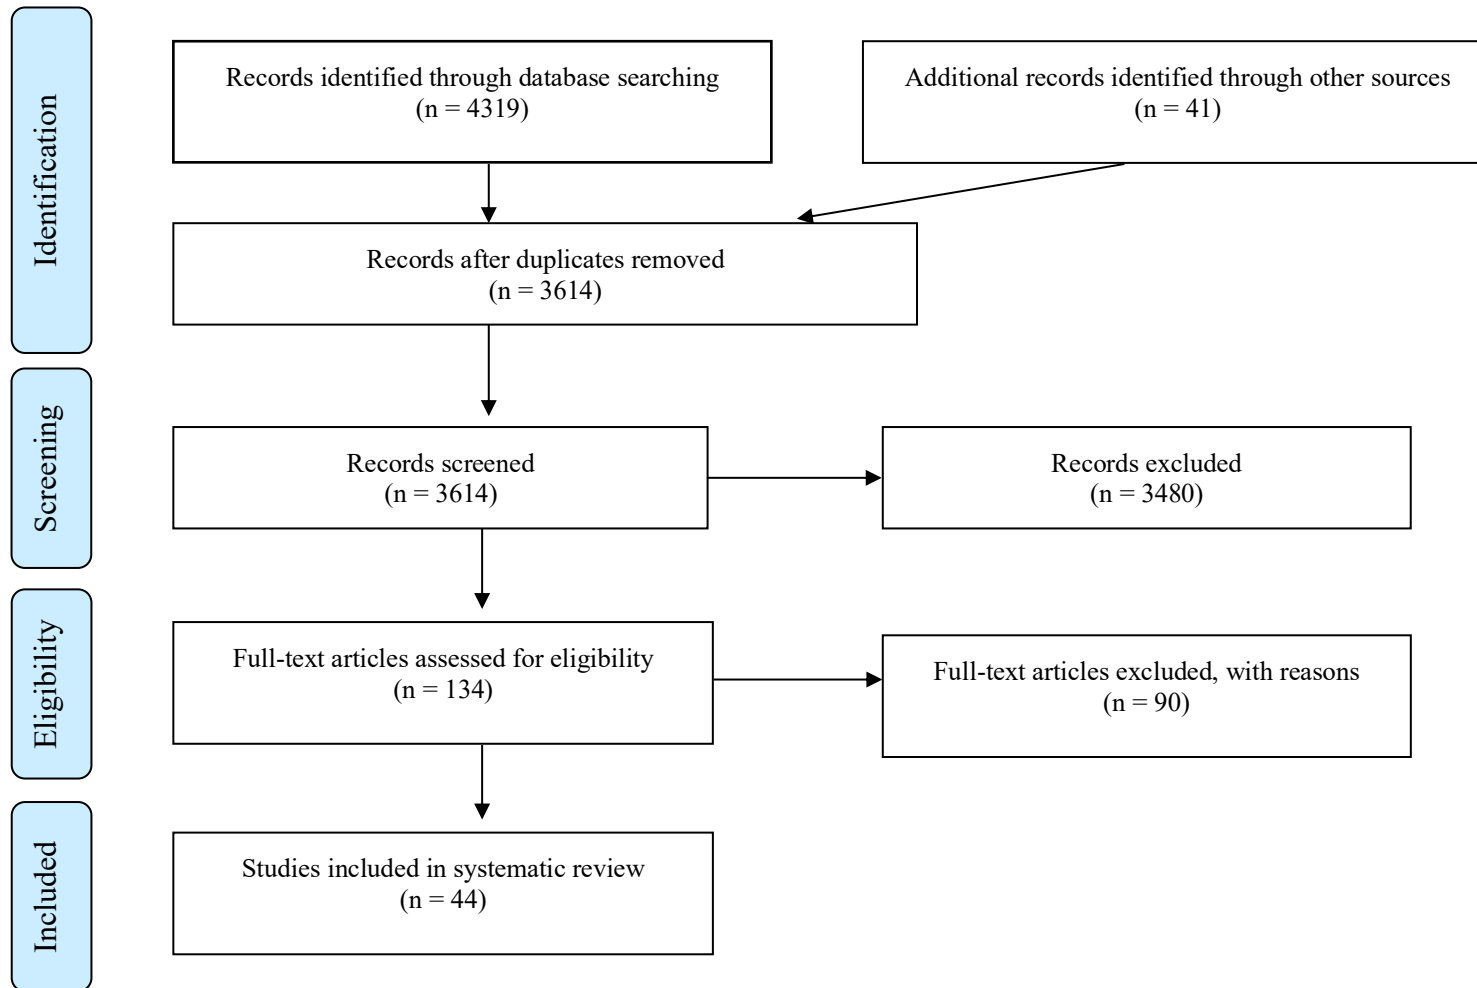 Identification
Records identified through database searching
(n = 4319)
Additional records identified through other sources
(n = 41)
Records after duplicates removed
(n = 3614)
Screening
Records screened
(n = 3614)
Records excluded
(n = 3480)
Eligibility
Full-text articles assessed for eligibility
(n = 134)
Full-text articles excluded, with reasons
(n = 90)
Included
Studies included in systematic review
(n = 44)